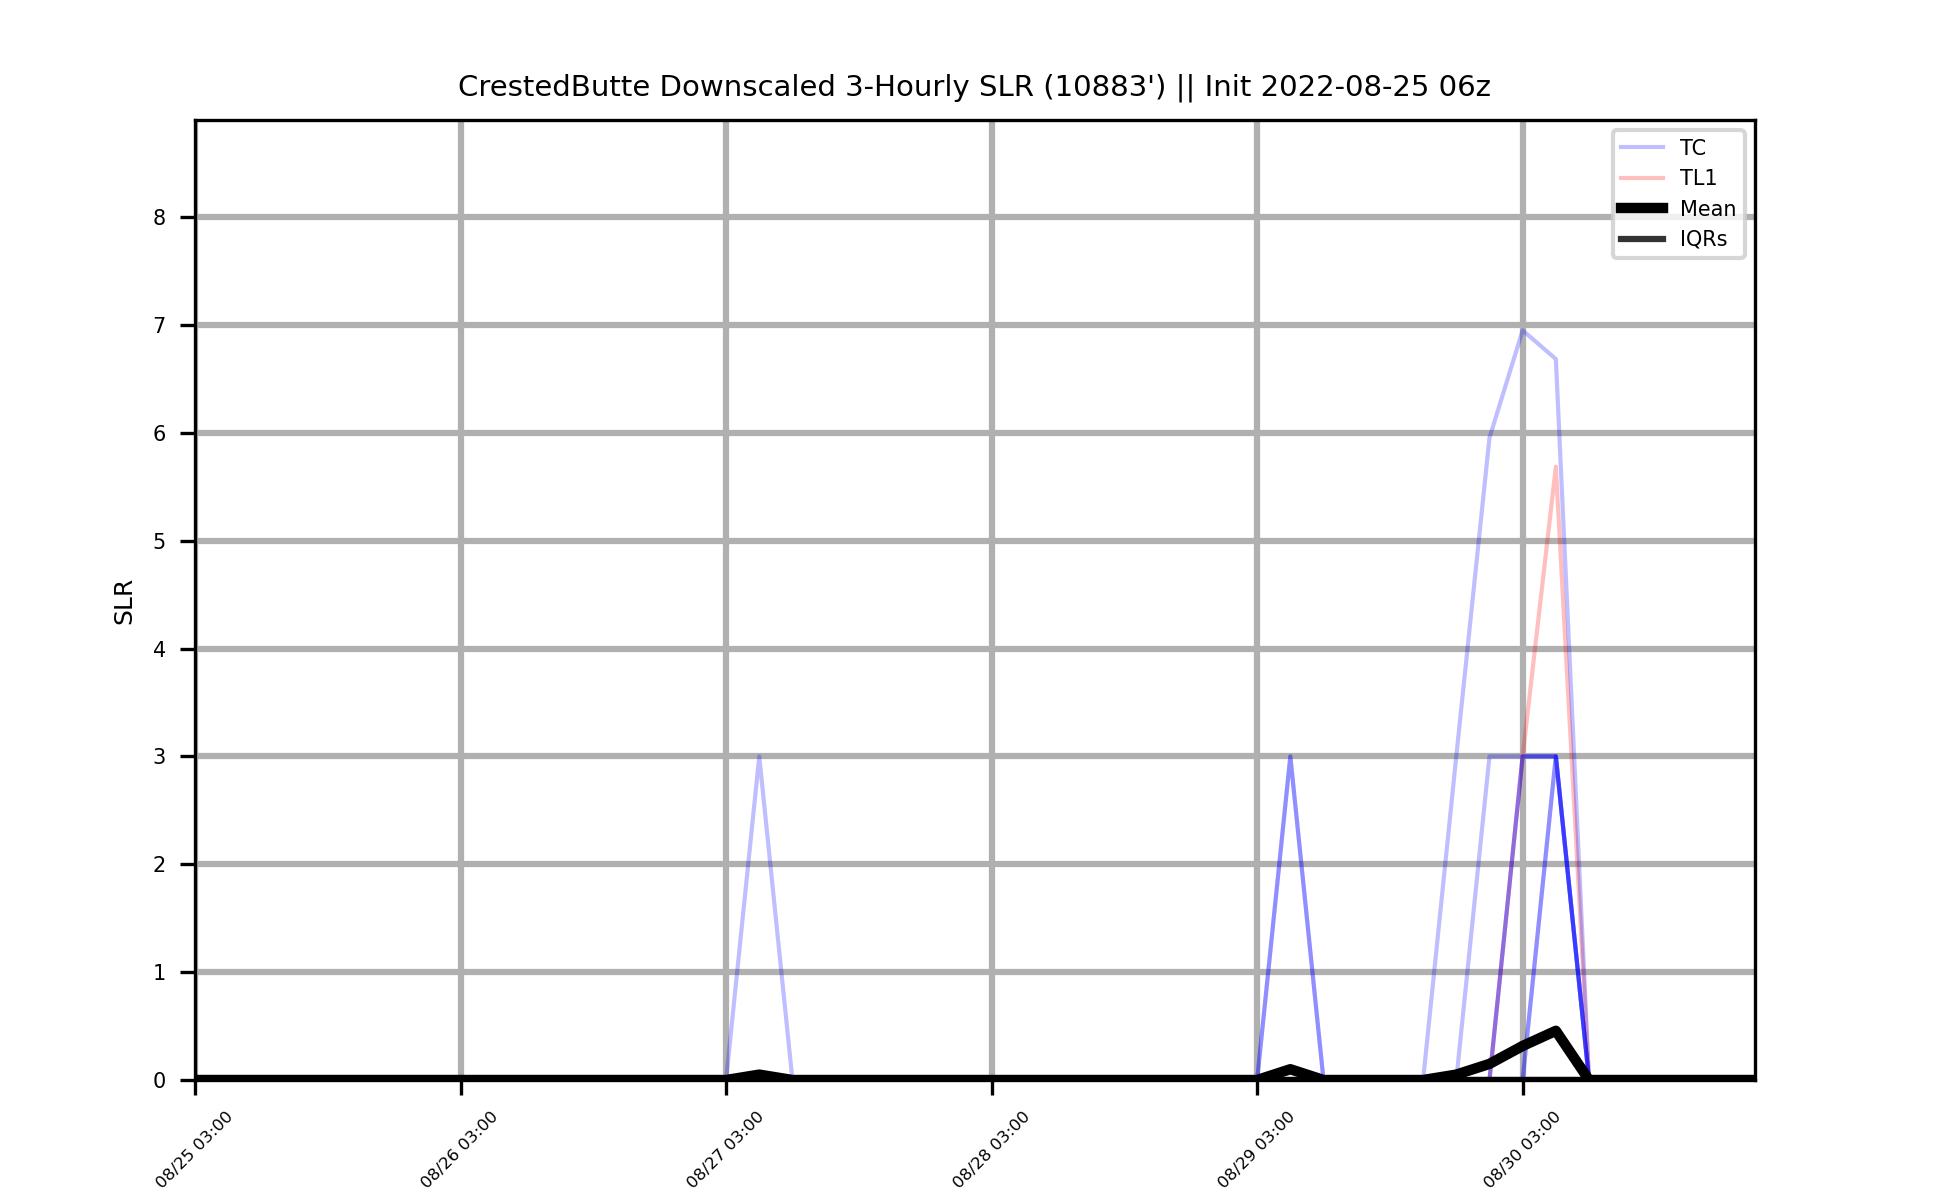 CrestedButte Downscaled 3-Hourly SLR (10883') || Init 2022-08-25 06z
TC
TL1
Mean
IQRs
8
7
6
5
4
3
2
1
0
SLR
08/25 03:00
08/26 03:00
08/27 03:00
08/28 03:00
08/29 03:00
08/30 03:00